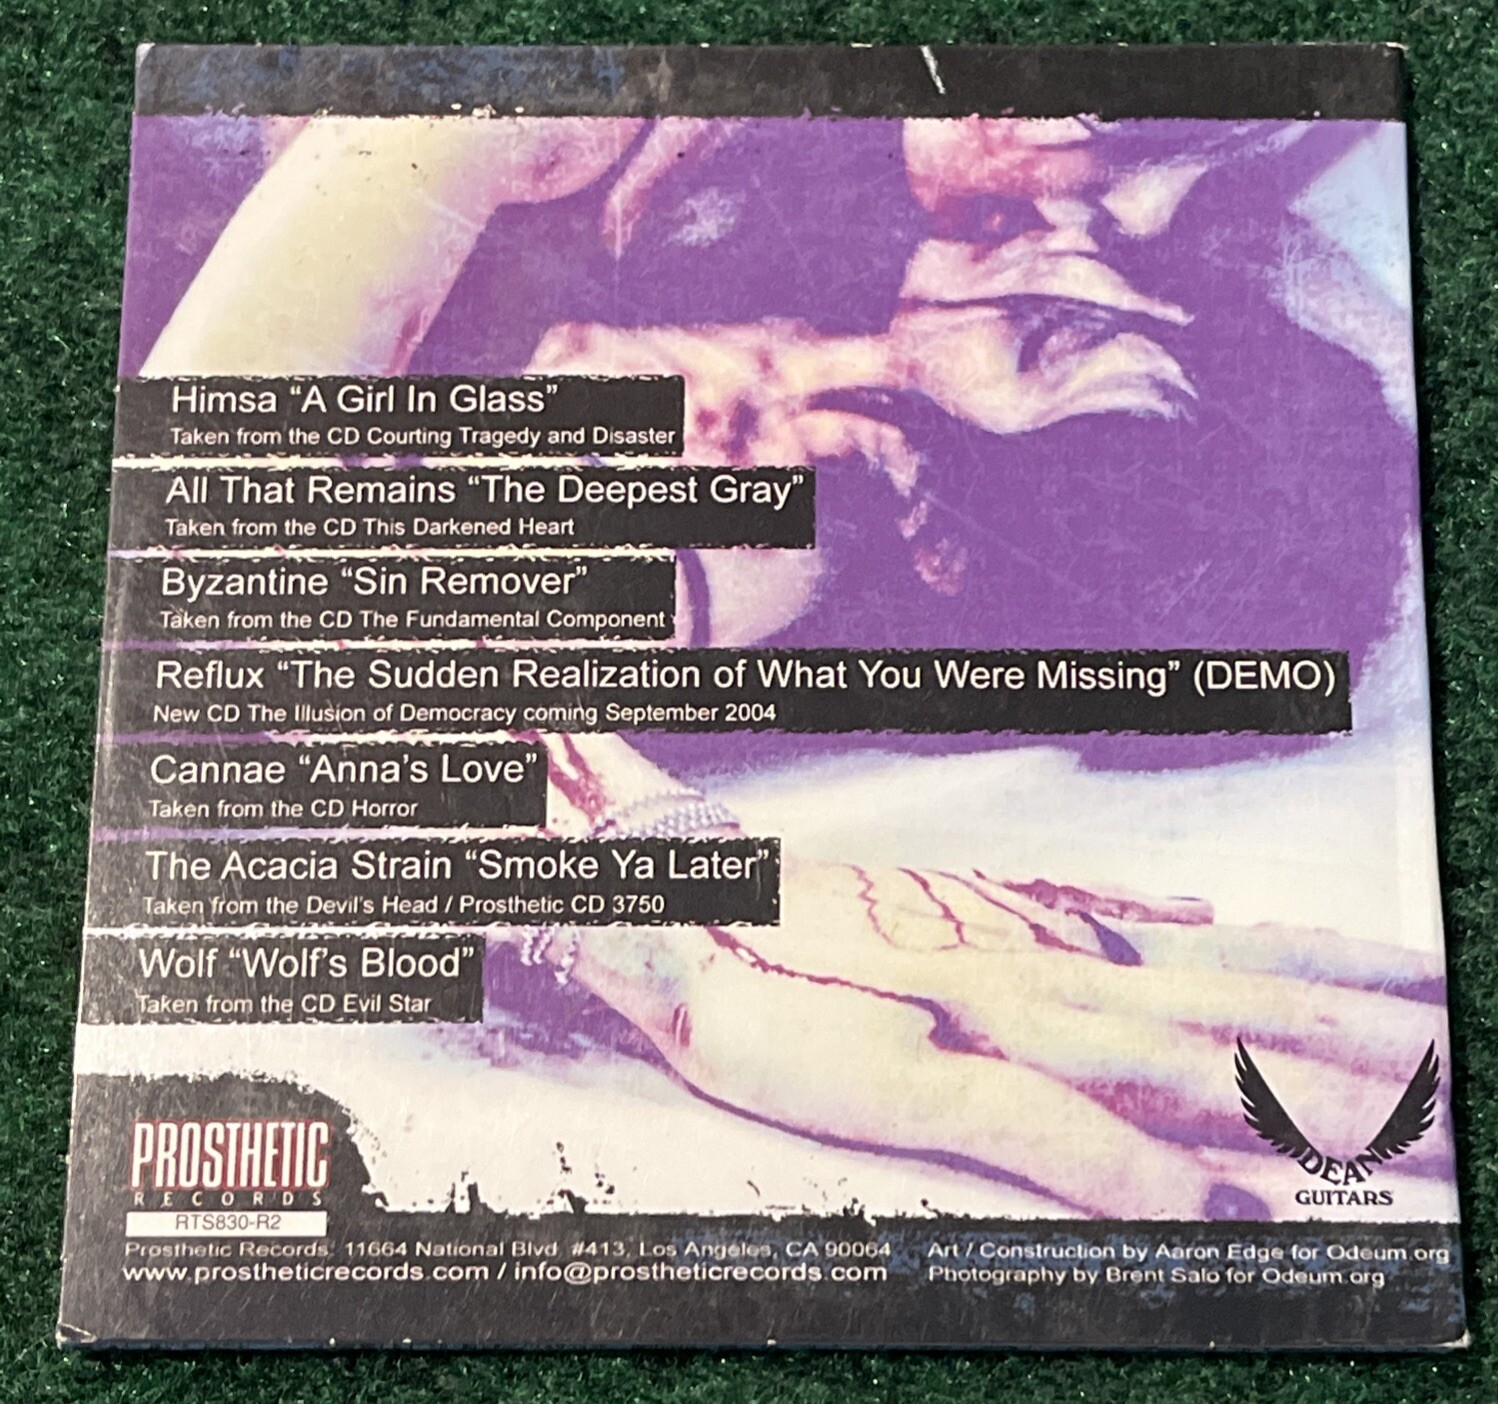 Himsa “A Girl In Glass”
Taken from the CD Courting Tragedy and Disaster
All That Remains “The Deepest Gray”
Taken from the CD This Darkened Heart
Byzantine “Sin Remover”
Taken from the CD The Fundamental Component
Reflux “The Sudden Realization of What You Were Missing” (DEMO)
New CD The Illusion of Democracy coming September 2004
Cannae “Anna’s Love”
Taken from the CD Horror
The Acacia Strain “Smoke Ya Later”
Taken from the Devil’s Head / Prosthetic CD 3750
Wolf “Wolf’s Blood”
Taken from the CD Evil Star
PROSTHETIC
RECORDS
RTS830-R2
Prosthetic Records: 11664 National Blvd. #413, Los Angeles, CA 90064
www.prostheticrecords.com / info@prostheticrecords.com
Art / Construction by Aaron Edge for Odeum.org
Photography by Brent Salo for Odeum.org
DEAN
GUITARS